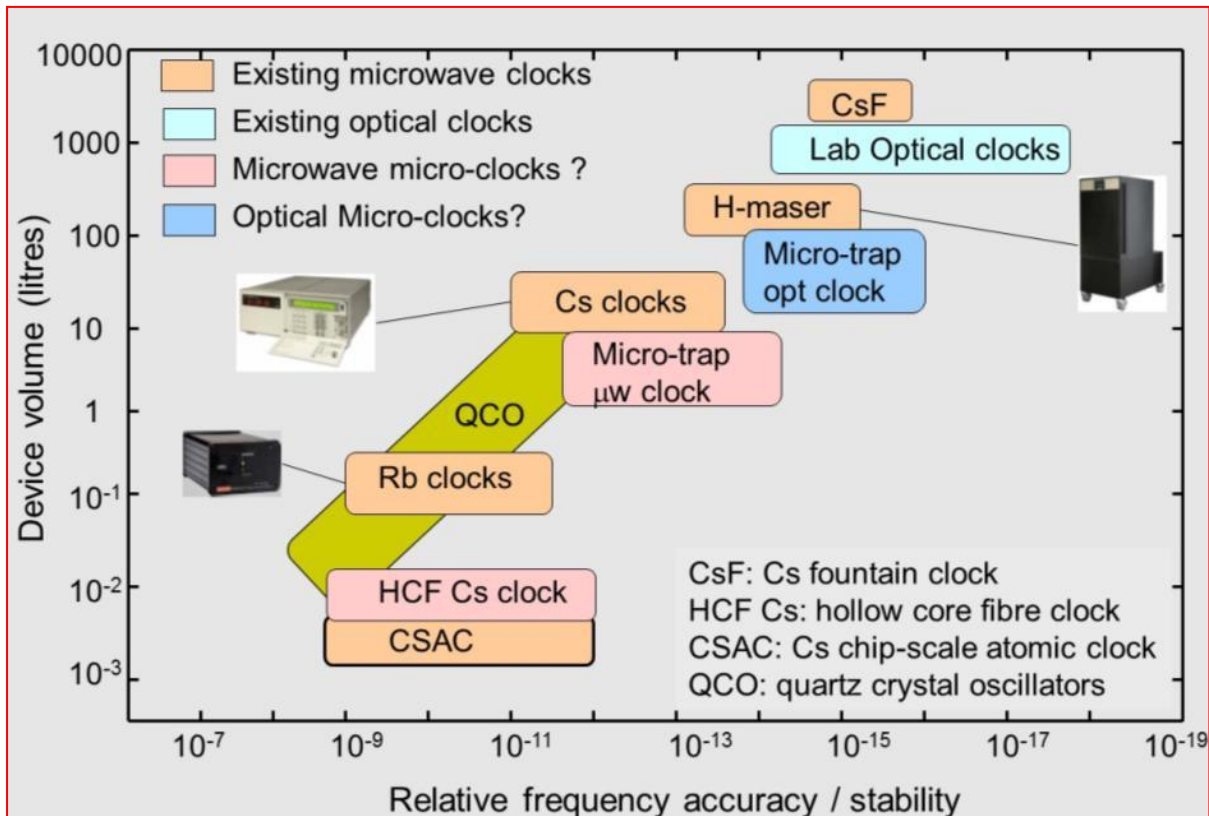 10000
1000
100
10
1
10⁻¹
10⁻²
10⁻³
Device volume (litres)
Existing microwave clocks
Existing optical clocks
Microwave micro-clocks ?
Optical Micro-clocks?
CsF
Lab Optical clocks
H-maser
Micro-trap
opt clock
Cs clocks
Micro-trap
μw clock
QCO
Rb clocks
HCF Cs clock
CSAC
CsF: Cs fountain clock
HCF Cs: hollow core fibre clock
CSAC: Cs chip-scale atomic clock
QCO: quartz crystal oscillators
10⁻⁷ 10⁻⁹ 10⁻¹¹ 10⁻¹³ 10⁻¹⁵ 10⁻¹⁷ 10⁻¹⁹
Relative frequency accuracy / stability